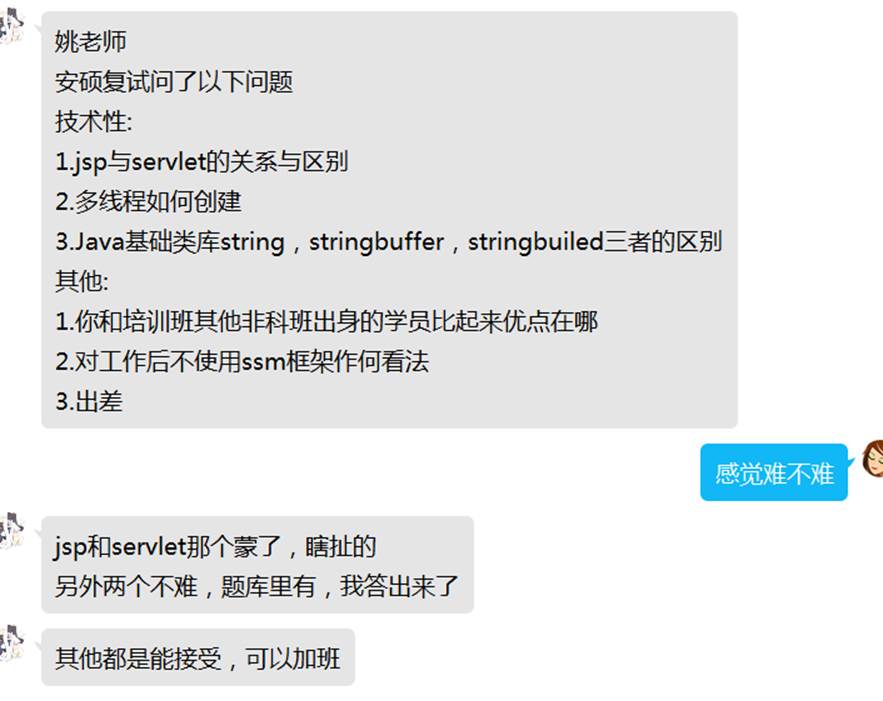 姚老师
安硕复试问了以下问题
技术性:
1.jsp与servlet的关系与区别
2.多线程如何创建
3.Java基础类库string，stringbuffer，stringbuiled三者的区别
其他:
1.你和培训班其他非科班出身的学员比起来优点在哪
2.对工作后不使用ssm框架作何看法
3.出差
感觉难不难
jsp和servlet那个蒙了，瞎扯的
另外两个不难，题库里有，我答出来了
其他都是能接受，可以加班